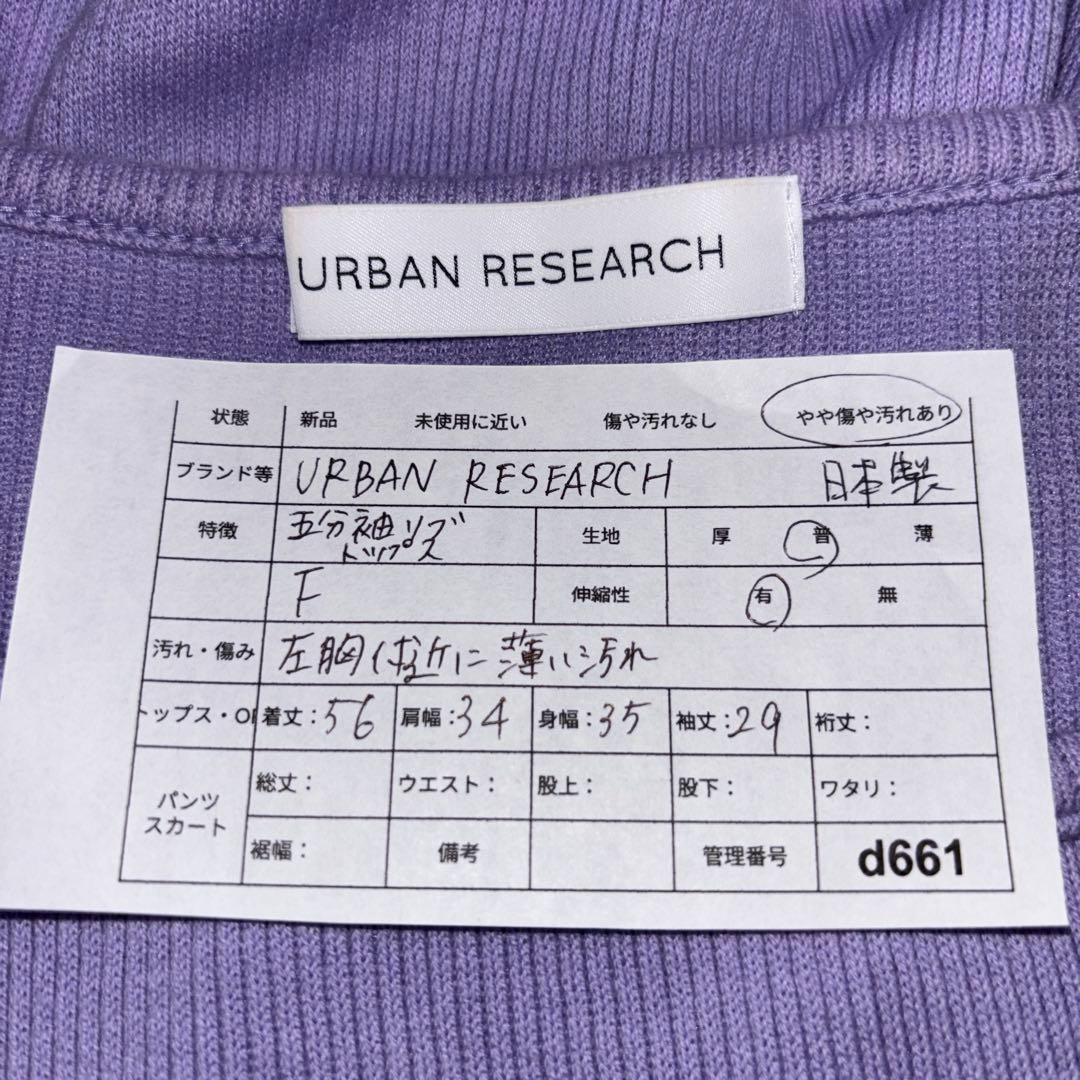 URBAN RESEARCH
状態 新品 未使用に近い 傷や汚れなし やや傷や汚れあり
ブランド等 URBAN RESEARCH 日本製
特徴 五分袖リブ 生地 厚 普 薄
トップス
F 伸縮性 有 無
汚れ・傷み 左胸付近に薄い汚れ
トップス・OP 着丈：56 肩幅：34 身幅：35 袖丈：29 裄丈：
パンツ 総丈： ウエスト： 股上： 股下： ワタリ：
スカート
裾幅： 備考 管理番号 d661